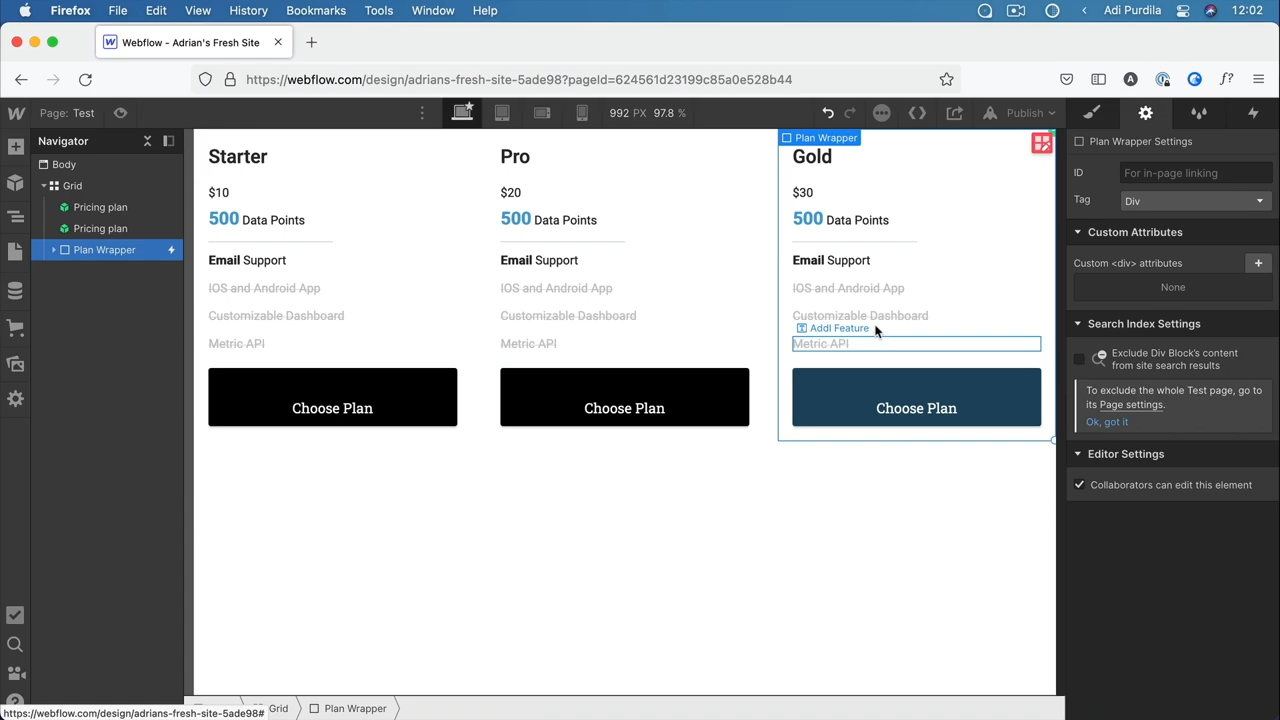 Firefox File Edit View History Bookmarks Tools Window Help Adi Purdila 12:02
Webflow - Adrian's Fresh Site
https://webflow.com/design/adrians-fresh-site-5ade98?pageId=624561d23199c85a0e528b44
Page: Test 992 PX 97.8 % Publish
Navigator
Body
Grid
Pricing plan
Pricing plan
Plan Wrapper
Plan Wrapper
Starter
$10
500 Data Points
Email Support
IOS and Android App
Customizable Dashboard
Metric API
Choose Plan
Pro
$20
500 Data Points
Email Support
IOS and Android App
Customizable Dashboard
Metric API
Choose Plan
Gold
$30
500 Data Points
Email Support
IOS and Android App
Customizable Dashboard
Addl Feature
Metric API
Choose Plan
Plan Wrapper Settings
ID For in-page linking
Tag Div
Custom Attributes
Custom <div> attributes
None
Search Index Settings
Exclude Div Block's content
from site search results
To exclude the whole Test page, go to
its Page settings.
Ok, got it
Editor Settings
Collaborators can edit this element
Grid Plan Wrapper
https://webflow.com/design/adrians-fresh-site-5ade98#